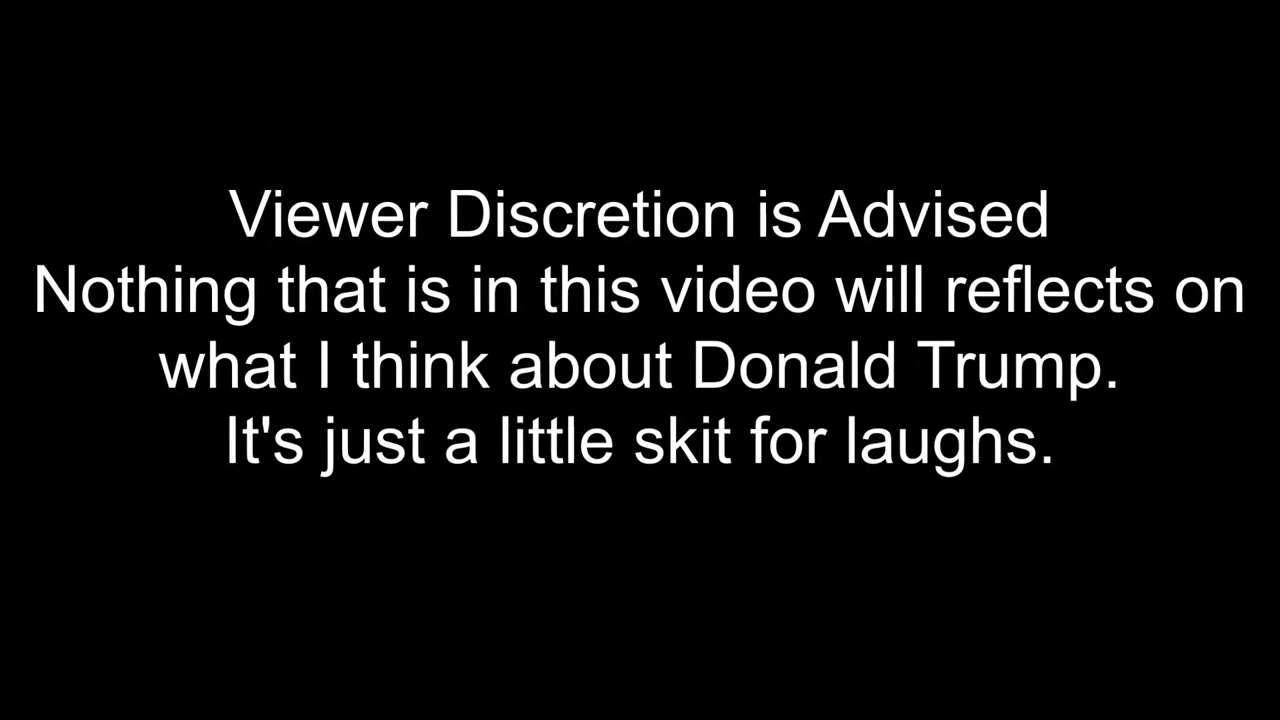 Viewer Discretion is Advised
Nothing that is in this video will reflects on
what I think about Donald Trump.
It's just a little skit for laughs.